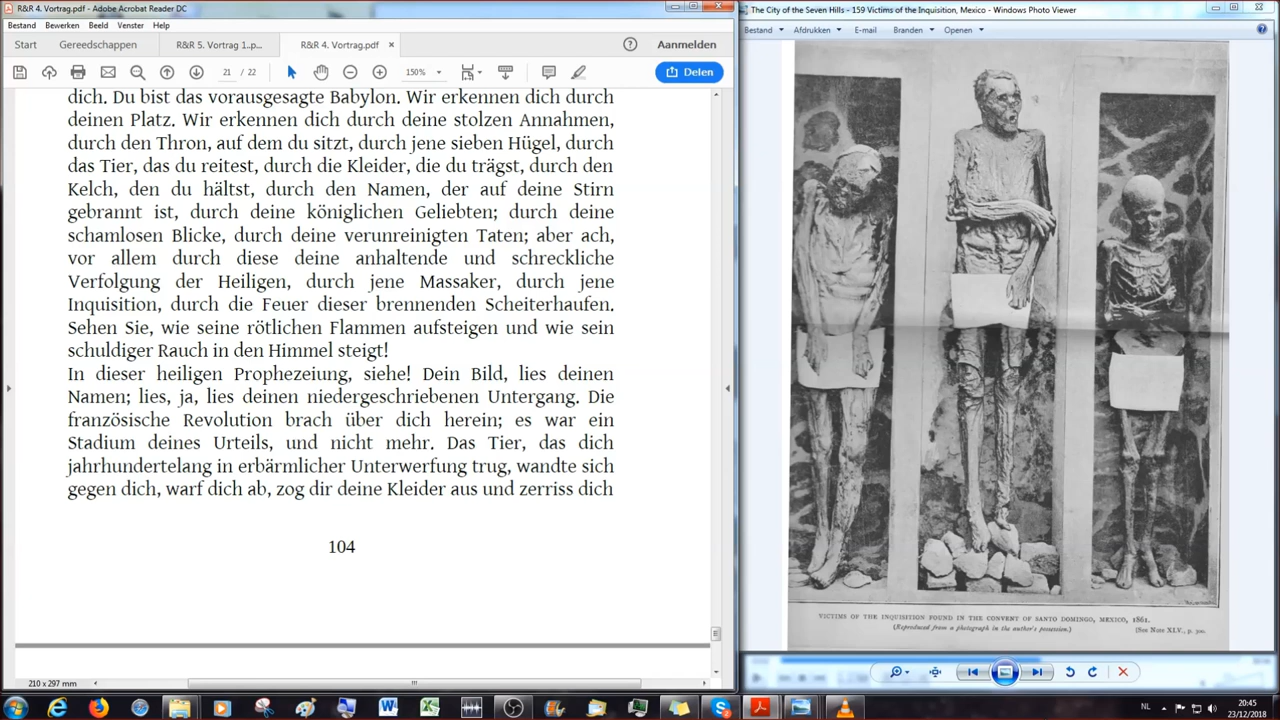 R&R 4. Vortrag.pdf - Adobe Acrobat Reader DC
Bestand Bewerken Beeld Venster Help
Start Gereedschappen R&R 5. Vortrag 1..p... R&R 4. Vortrag.pdf × Aanmelden
21 / 22 150% Delen
dich. Du bist das vorausgesagte Babylon. Wir erkennen dich durch
deinen Platz. Wir erkennen dich durch deine stolzen Annahmen,
durch den Thron, auf dem du sitzt, durch jene sieben Hügel, durch
das Tier, das du reitest, durch die Kleider, die du trägst, durch den
Kelch, den du hältst, durch den Namen, der auf deine Stirn
gebrannt ist, durch deine königlichen Geliebten; durch deine
schamlosen Blicke, durch deine verunreinigten Taten; aber ach,
vor allem durch diese deine anhaltende und schreckliche
Verfolgung der Heiligen, durch jene Massaker, durch jene
Inquisition, durch die Feuer dieser brennenden Scheiterhaufen.
Sehen Sie, wie seine rötlichen Flammen aufsteigen und wie sein
schuldiger Rauch in den Himmel steigt!
In dieser heiligen Prophezeiung, siehe! Dein Bild, lies deinen
Namen; lies, ja, lies deinen niedergeschriebenen Untergang. Die
französische Revolution brach über dich herein; es war ein
Stadium deines Urteils, und nicht mehr. Das Tier, das dich
jahrhundertelang in erbärmlicher Unterwerfung trug, wandte sich
gegen dich, warf dich ab, zog dir deine Kleider aus und zerriss dich
104
210 x 297 mm
The City of the Seven Hills - 159 Victims of the Inquisition, Mexico - Windows Photo Viewer
Bestand Afdrukken E-mail Branden Openen
VICTIMS OF THE INQUISITION FOUND IN THE CONVENT OF SANTO DOMINGO, MEXICO, 1861.
(Reproduced from a photograph in the author's possession.) (See Note XLV., p. 300.
NL 20:45
23/12/2018